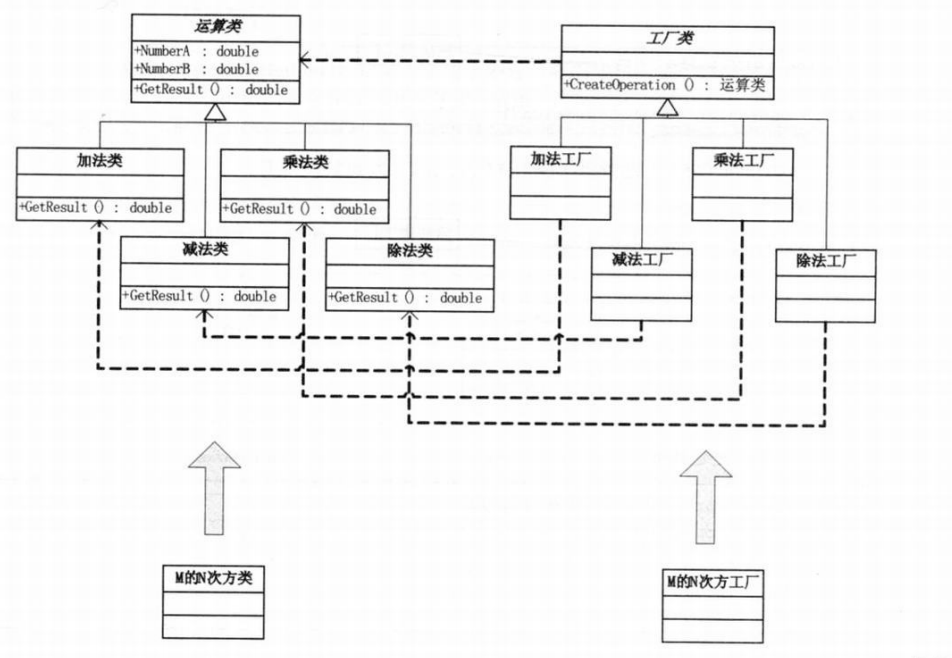 运算类
+NumberA : double
+NumberB : double
+GetResult () : double
工厂类
+CreateOperation () : 运算类
加法类
+GetResult () : double
乘法类
+GetResult () : double
加法工厂
乘法工厂
减法类
+GetResult () : double
除法类
+GetResult () : double
减法工厂
除法工厂
M的N次方类
M的N次方工厂